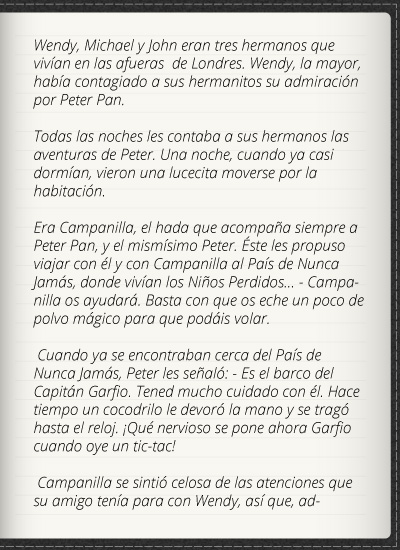 Wendy, Michael y John eran tres hermanos que
vivían en las afueras de Londres. Wendy, la mayor,
había contagiado a sus hermanitos su admiración
por Peter Pan.
Todas las noches les contaba a sus hermanos las
aventuras de Peter. Una noche, cuando ya casi
dormían, vieron una lucecita moverse por la
habitación.
Era Campanilla, el hada que acompaña siempre a
Peter Pan, y el mismísimo Peter. Éste les propuso
viajar con él y con Campanilla al País de Nunca
Jamás, donde vivían los Niños Perdidos... - Campa-
nilla os ayudará. Basta con que os eche un poco de
polvo mágico para que podáis volar.
Cuando ya se encontraban cerca del País de
Nunca Jamás, Peter les señaló: - Es el barco del
Capitán Garfio. Tened mucho cuidado con él. Hace
tiempo un cocodrilo le devoró la mano y se tragó
hasta el reloj. ¡Qué nervioso se pone ahora Garfio
cuando oye un tic-tac!
Campanilla se sintió celosa de las atenciones que
su amigo tenía para con Wendy, así que, ad-